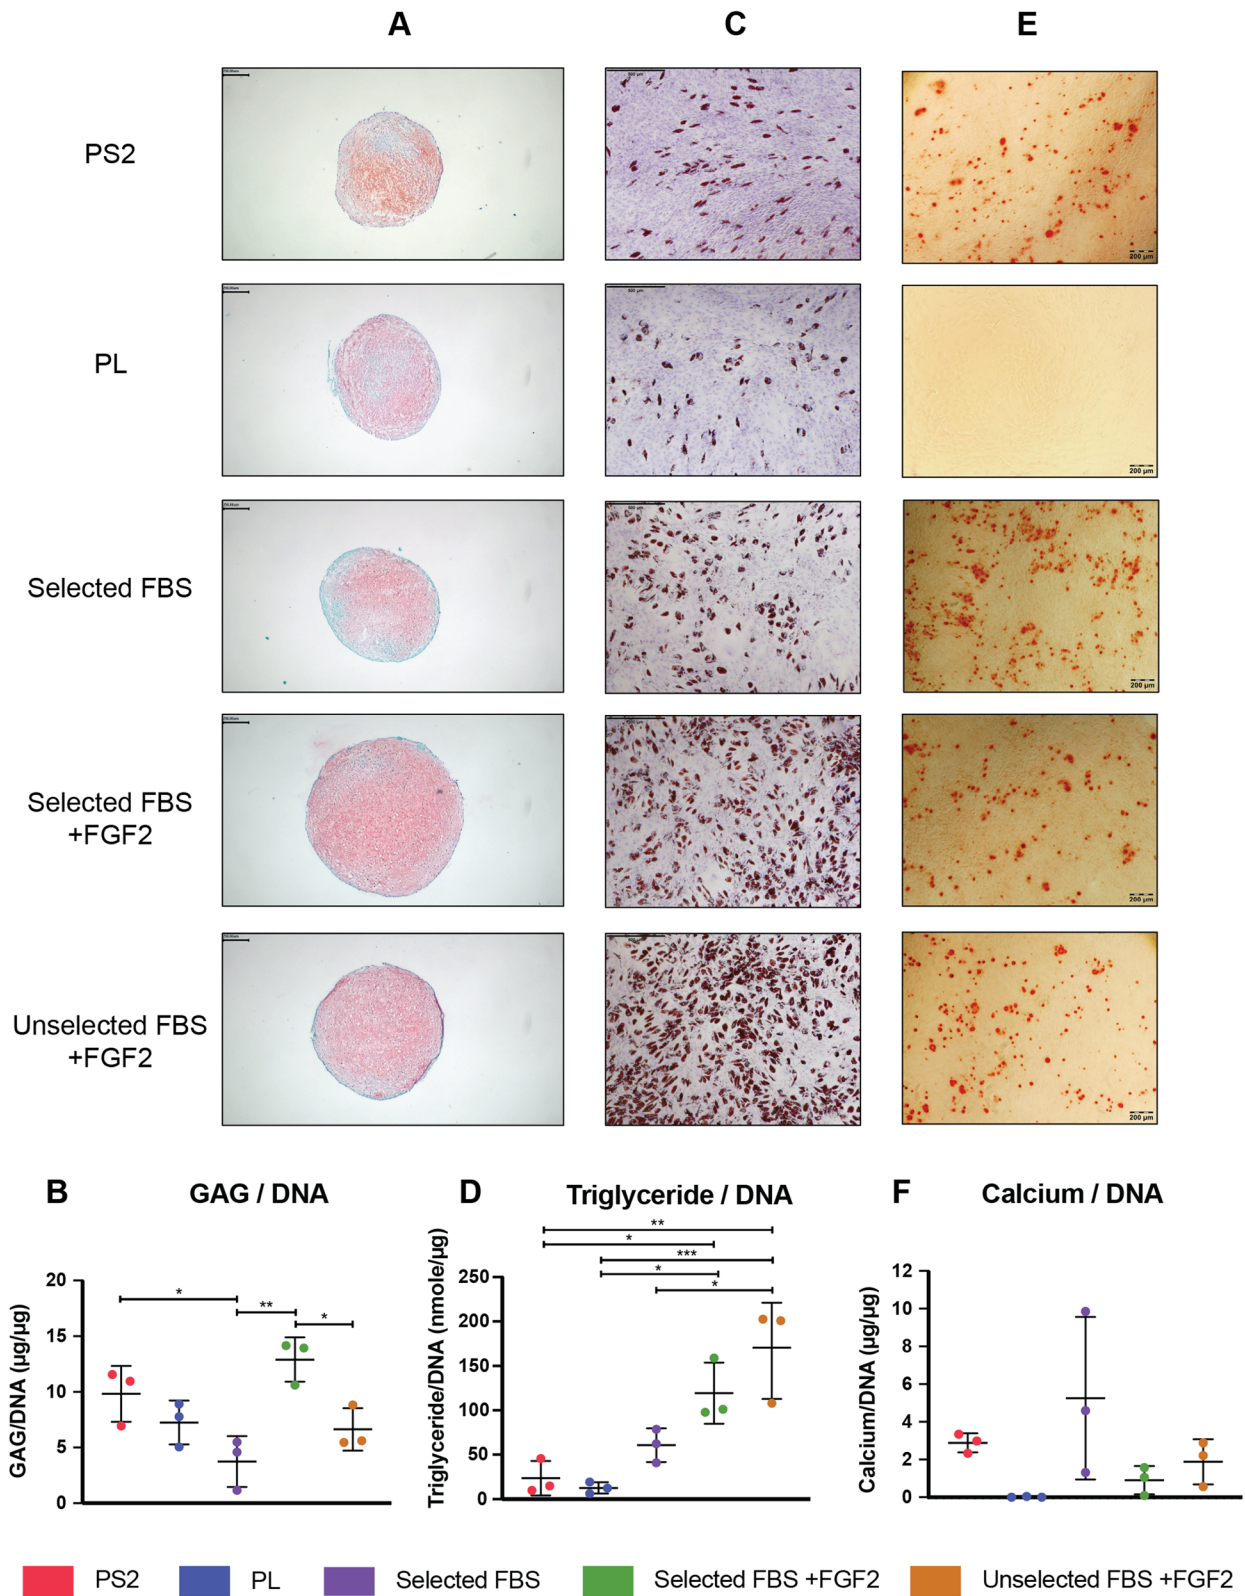 A C E
PS2
PL
Selected FBS
Selected FBS
+FGF2
Unselected FBS
+FGF2
200 µm
200 µm
200 µm
200 µm
200 µm
B GAG / DNA
GAG/DNA (µg/µg)
20
15
10
5
0
*
**
*
D Triglyceride / DNA
Triglyceride/DNA (nmole/µg)
250
200
150
100
50
0
**
*
***
*
*
F Calcium / DNA
Calcium/DNA (µg/µg)
12
10
8
6
4
2
0
PS2 PL Selected FBS Selected FBS +FGF2 Unselected FBS +FGF2